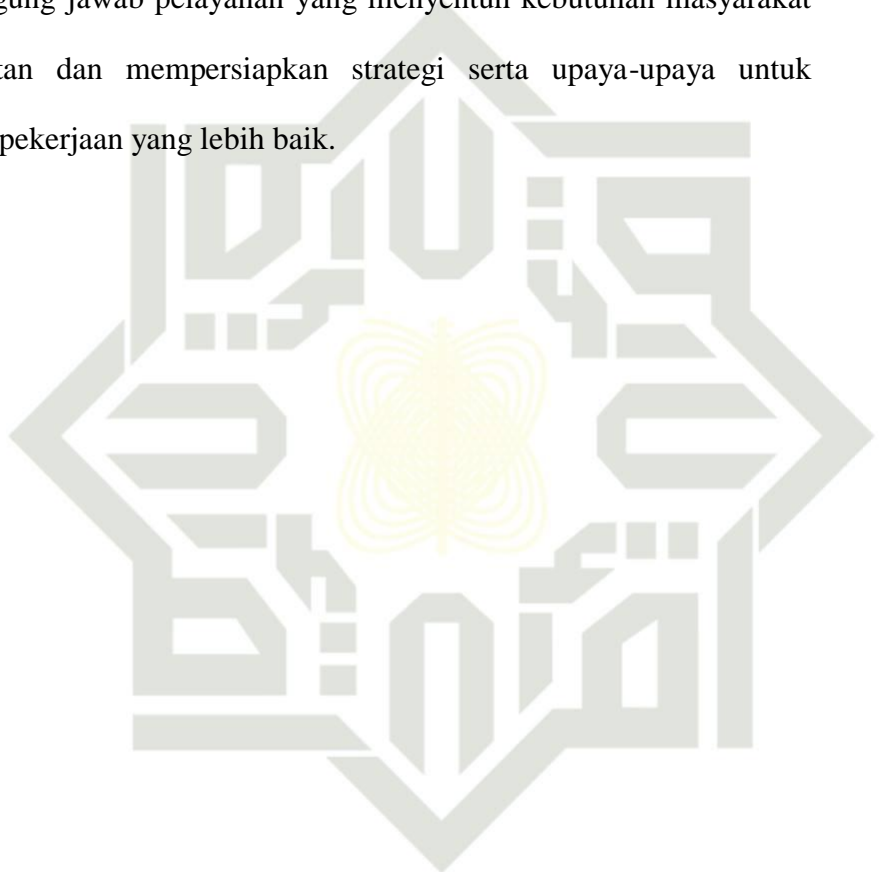 gung jawab pelayanan yang menyentuh kebutuhan masyarakat
tan dan mempersiapkan strategi serta upaya-upaya untuk
pekerjaan yang lebih baik.